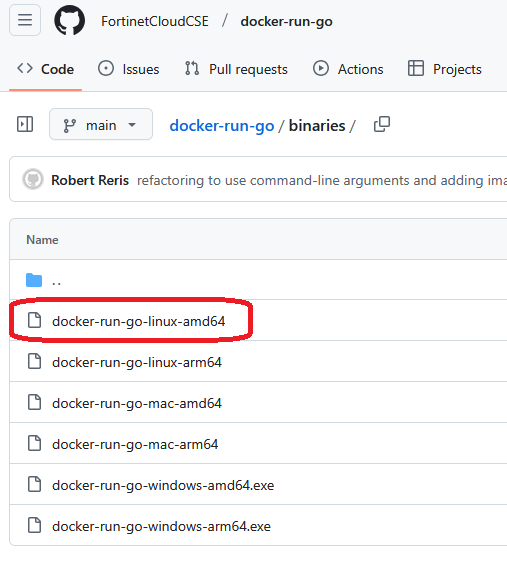 FortinetCloudCSE / docker-run-go
Code Issues Pull requests Actions Projects
main docker-run-go / binaries /
Robert Reris refactoring to use command-line arguments and adding
Name
..
docker-run-go-linux-amd64
docker-run-go-linux-arm64
docker-run-go-mac-amd64
docker-run-go-mac-arm64
docker-run-go-windows-amd64.exe
docker-run-go-windows-arm64.exe